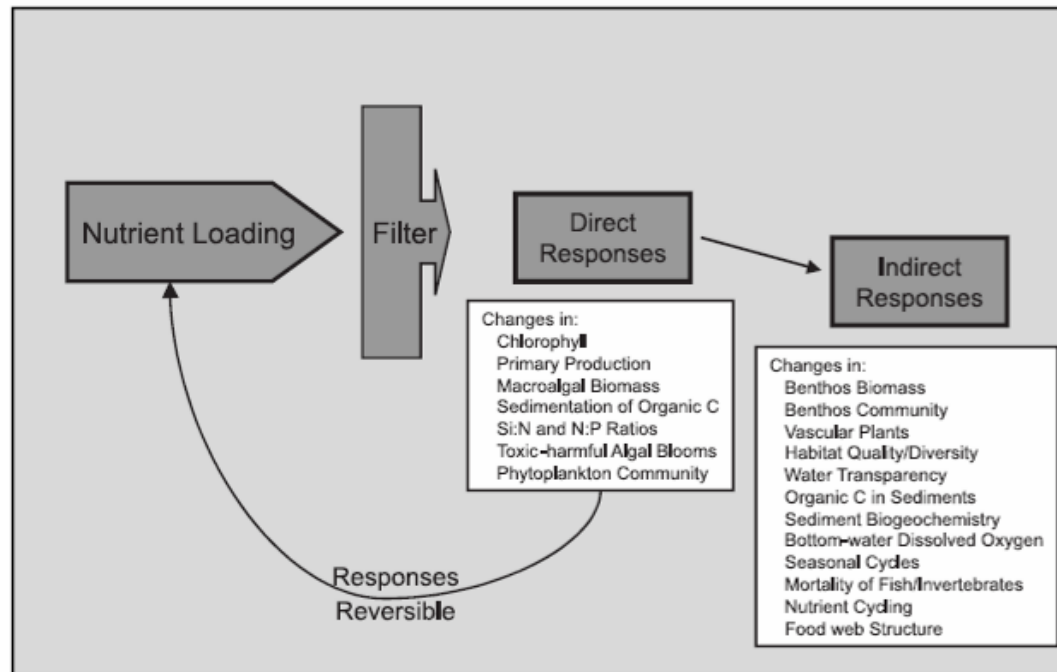 Nutrient Loading
Filter
Direct
Responses
Indirect
Responses
Changes in:
Chlorophyll
Primary Production
Macroalgal Biomass
Sedimentation of Organic C
Si:N and N:P Ratios
Toxic-harmful Algal Blooms
Phytoplankton Community
Changes in:
Benthos Biomass
Benthos Community
Vascular Plants
Habitat Quality/Diversity
Water Transparency
Organic C in Sediments
Sediment Biogeochemistry
Bottom-water Dissolved Oxygen
Seasonal Cycles
Mortality of Fish/Invertebrates
Nutrient Cycling
Food web Structure
Responses
Reversible